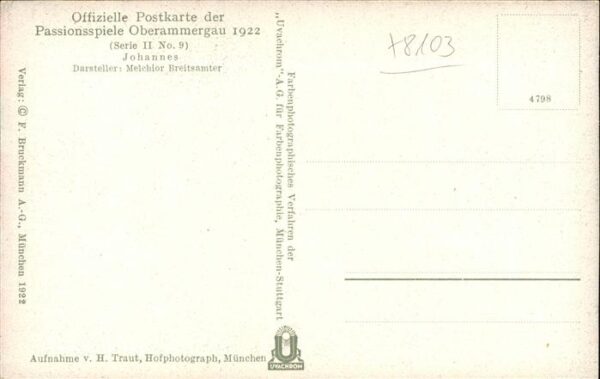 Offizielle Postkarte der
Passionsspiele Oberammergau 1922
(Serie II No. 9)
Johannes
Darsteller: Melchior Breitsamter
Verlag: © F. Bruckmann A.-G., München 1922
Aufnahme v. H. Traut, Hofphotograph, München
Farbenphotographisches Verfahren der
„Uvachrom"-A.G für Farbenphotographie, München-Stuttgart
U
UVACHROM
+8103
4798